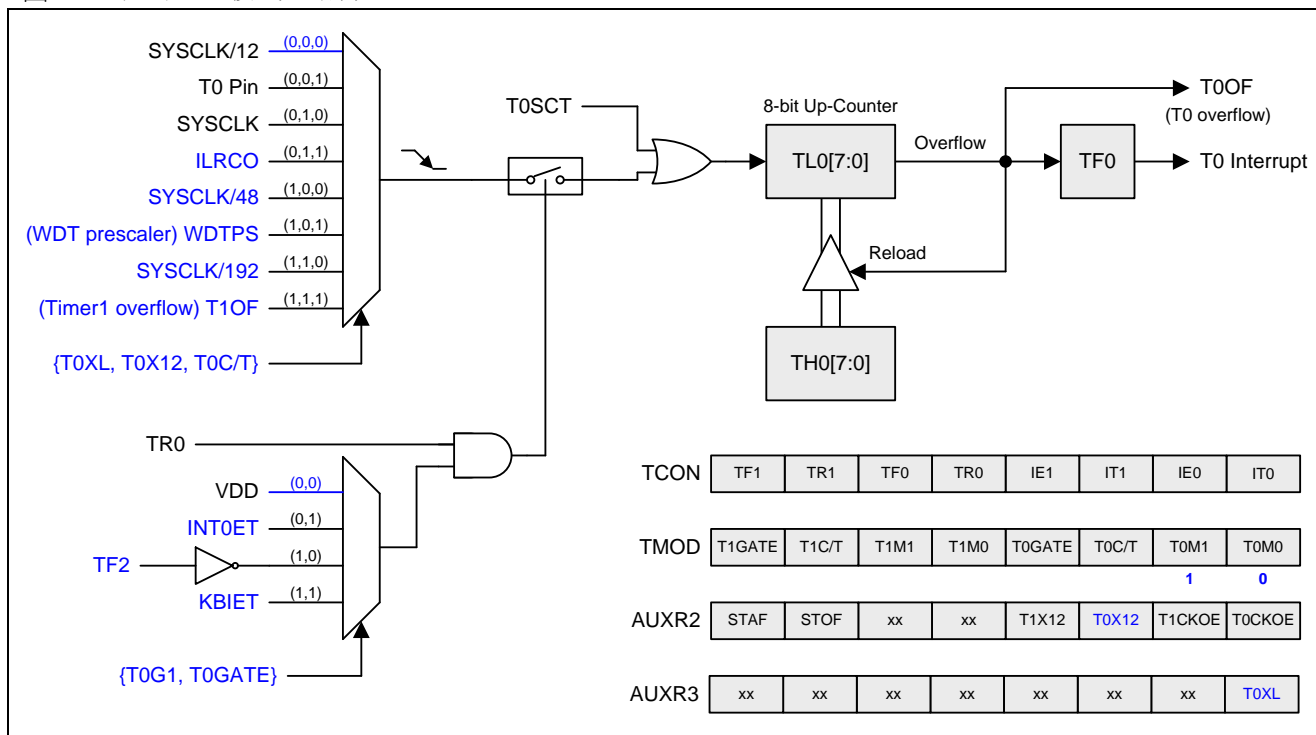 SYSCLK/12 (0,0,0)
T0 Pin (0,0,1)
SYSCLK (0,1,0)
ILRCO (0,1,1)
SYSCLK/48 (1,0,0)
(WDT prescaler) WDTPS (1,0,1)
SYSCLK/192 (1,1,0)
(Timer1 overflow) T1OF (1,1,1)
{T0XL, T0X12, T0C/T}
T0SCT
8-bit Up-Counter
TL0[7:0]
Overflow
T0OF
(T0 overflow)
TF0
T0 Interrupt
Reload
TH0[7:0]
TR0
VDD (0,0)
INT0ET (0,1)
TF2 (1,0)
KBIET (1,1)
{T0G1, T0GATE}
TCON TF1 TR1 TF0 TR0 IE1 IT1 IE0 IT0
TMOD T1GATE T1C/T T1M1 T1M0 T0GATE T0C/T T0M1 T0M0
1 0
AUXR2 STAF STOF xx xx T1X12 T0X12 T1CKOE T0CKOE
AUXR3 xx xx xx xx xx xx xx T0XL